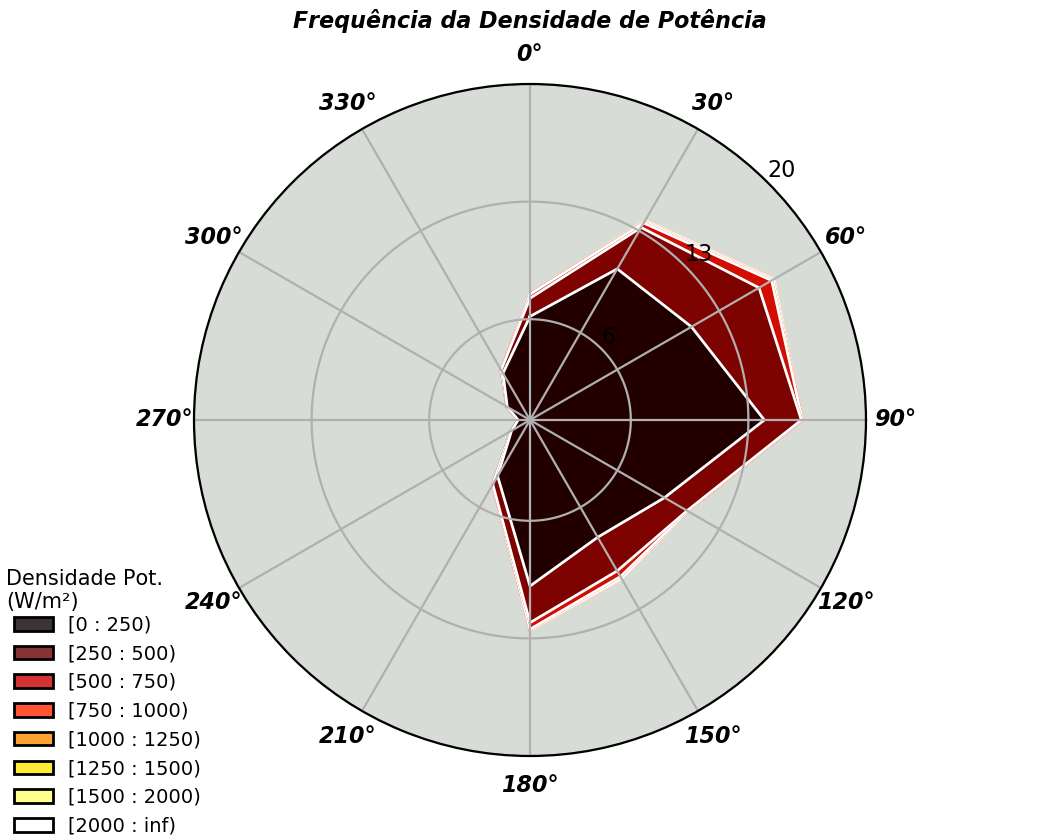 Frequência da Densidade de Potência
0°
330°
30°
20
300°
60°
13
6
270°
90°
240°
120°
210°
150°
180°
Densidade Pot.
(W/m²)
[0 : 250)
[250 : 500)
[500 : 750)
[750 : 1000)
[1000 : 1250)
[1250 : 1500)
[1500 : 2000)
[2000 : inf)